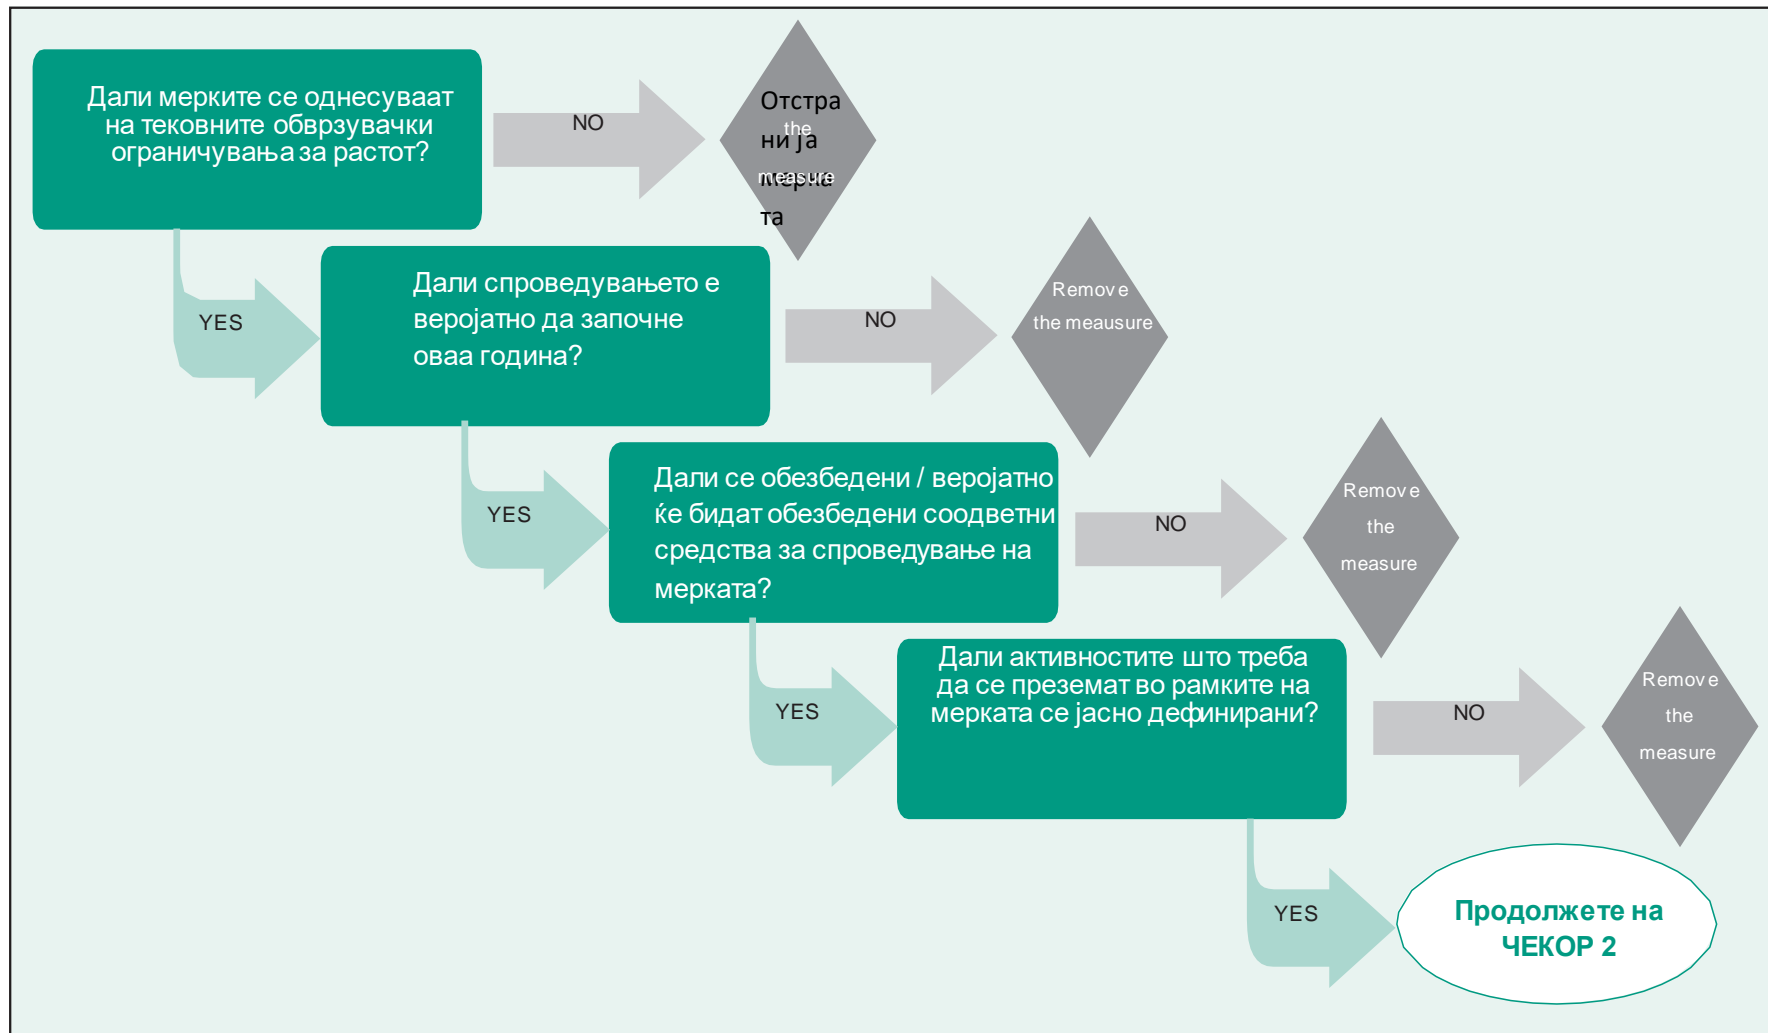 Дали мерките се однесуваат
на тековните обврзувачки
ограничувања за растот?
NO
Отстра
the
ни ја
measure
мерка
та
YES
Дали спроведувањето е
веројатно да започне
оваа година?
NO
Remove
the meausure
YES
Дали се обезбедени / веројатно
ќе бидат обезбедени соодветни
средства за спроведување на
мерката?
NO
Remove
the
measure
YES
Дали активностите што треба
да се преземат во рамките на
мерката се јасно дефинирани?
NO
Remove
the
measure
YES
Продолжете на
ЧЕКОР 2